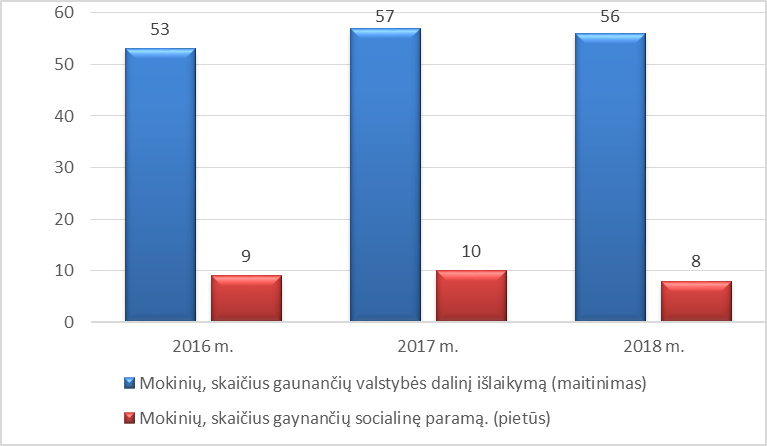 60
50
40
30
20
10
0
53
9
57
10
56
8
2016 m.
2017 m.
2018 m.
Mokinių, skaičius gaunančių valstybės dalinį išlaikymą (maitinimas)
Mokinių, skaičius gaynančių socialinę paramą. (pietūs)